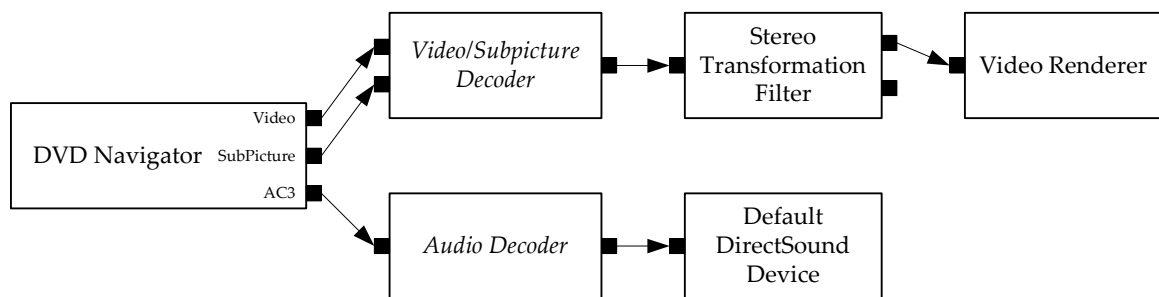 DVD Navigator
Video
SubPicture
AC3
Video/Subpicture
Decoder
Stereo
Transformation
Filter
Video Renderer
Audio Decoder
Default
DirectSound
Device